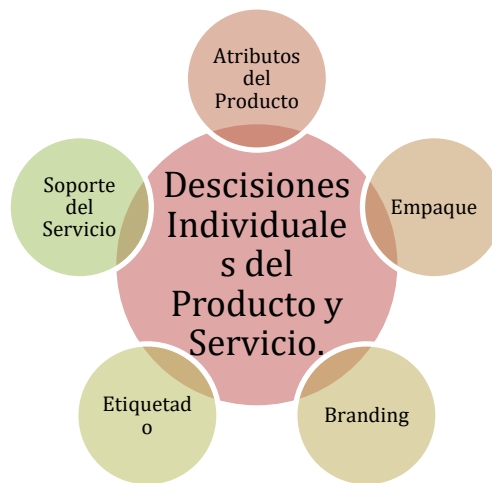 Atributos
del
Producto
Soporte
del
Servicio
Descisiones
Individuale
s del
Producto y
Servicio.
Empaque
Etiquetad
o
Branding